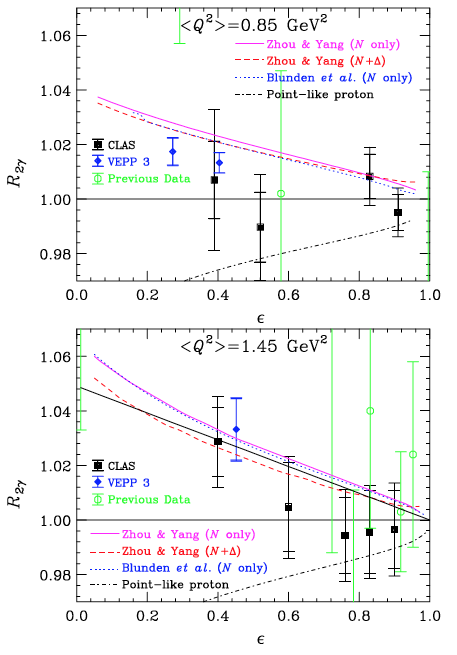 <Q²>=0.85 GeV²
Zhou & Yang (N only)
Zhou & Yang (N+Δ)
Blunden et al. (N only)
Point-like proton
CLAS
VEPP 3
Previous Data
R₂γ
1.06
1.04
1.02
1.00
0.98
0.0 0.2 0.4 0.6 0.8 1.0
ϵ
<Q²>=1.45 GeV²
CLAS
VEPP 3
Previous Data
Zhou & Yang (N only)
Zhou & Yang (N+Δ)
Blunden et al. (N only)
Point-like proton
R₂γ
1.06
1.04
1.02
1.00
0.98
0.0 0.2 0.4 0.6 0.8 1.0
ϵ